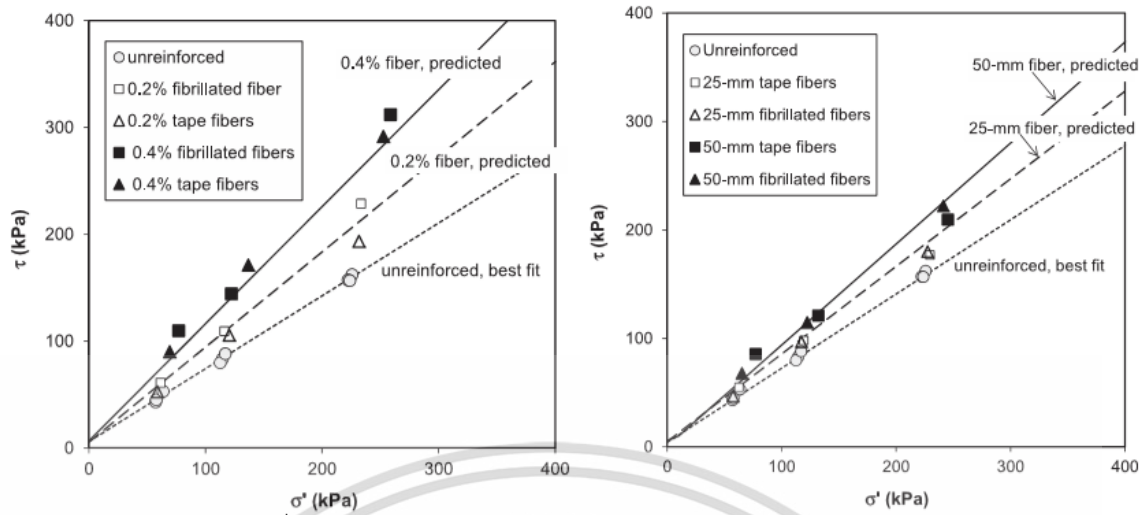 400
300
200
100
0
τ (kPa)
unreinforced
0.2% fibrillated fiber
0.2% tape fibers
0.4% fibrillated fibers
0.4% tape fibers
0.4% fiber, predicted
0.2% fiber, predicted
unreinforced, best fit
0 100 200 300 400
σ' (kPa)
400
300
200
100
0
τ (kPa)
Unreinforced
25-mm tape fibers
25-mm fibrillated fibers
50-mm tape fibers
50-mm fibrillated fibers
50-mm fiber, predicted
25-mm fiber, predicted
unreinforced, best fit
0 100 200 300 400
σ' (kPa)